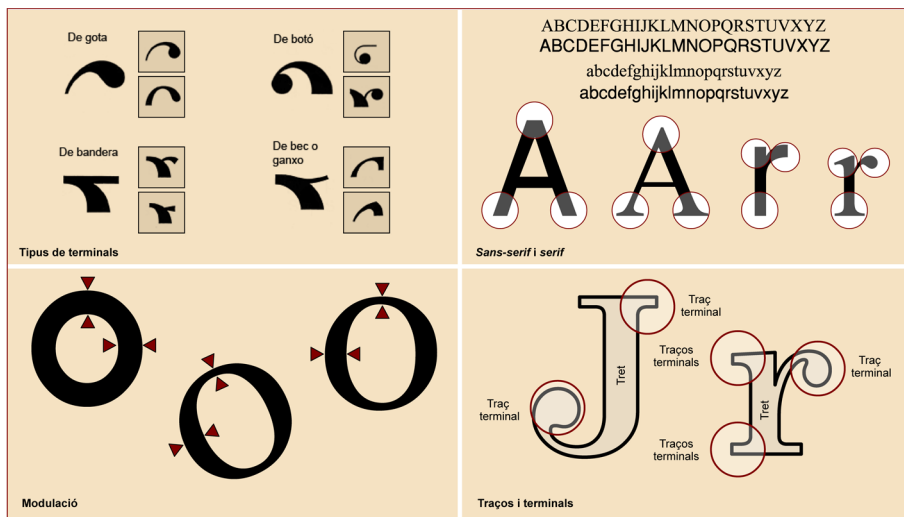 De gota
De botó
De bandera
De bec o
ganxo
Tipus de terminals
ABCDEFGHIJKLMNOPQRSTUVXYZ
ABCDEFGHIJKLMNOPQRSTUVXYZ
abcdefghijklmnopqrstuvxyz
abcdefghijklmnopqrstuvxyz
A A r r
Sans-serif i serif
O O O
Modulació
J r
Traç
terminal
Tret
Traç
terminal
Traços
terminals
Traç
terminal
Tret
Traços
terminals
Traços i terminals